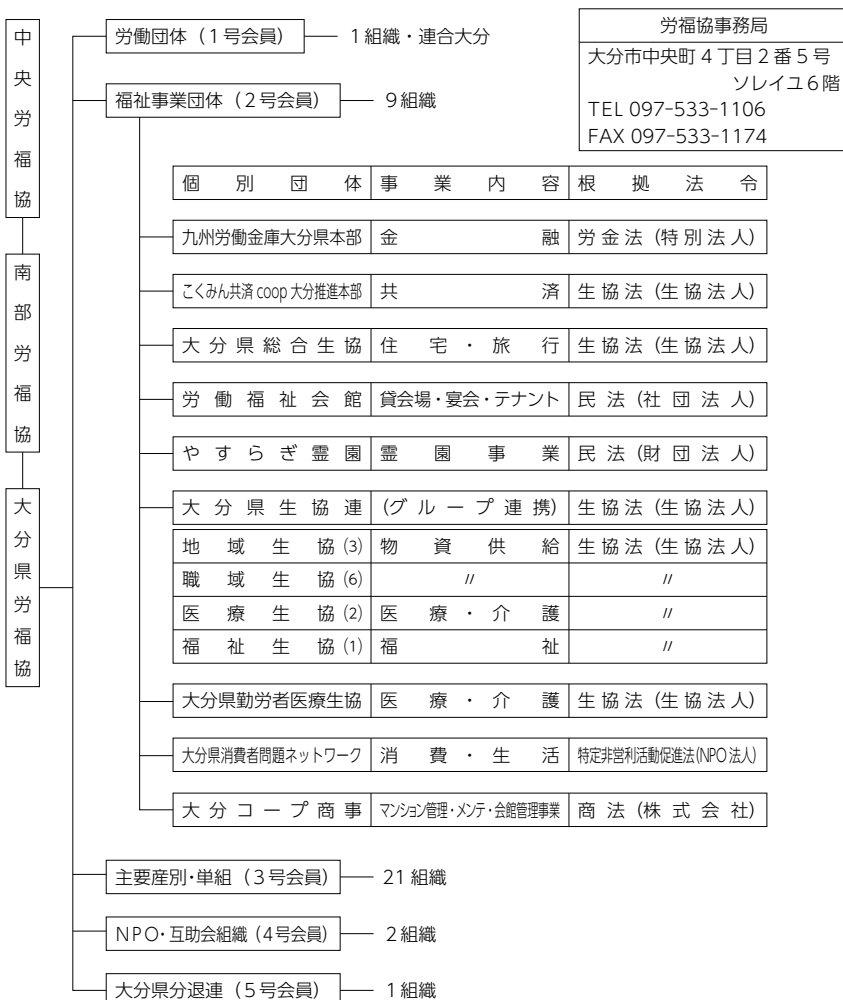 中央労福協
南部労福協
大分県労福協
労働団体（1号会員） 1組織・連合大分
労福協事務局
大分市中央町4丁目2番5号
ソレイユ6階
TEL 097-533-1106
FAX 097-533-1174
福祉事業団体（2号会員） 9組織
個別団体 事業内容 根拠法令
九州労働金庫大分県本部 金融 労金法（特別法人）
こくみん共済coop大分推進本部 共済 生協法（生協法人）
大分県総合生協 住宅・旅行 生協法（生協法人）
労働福祉会館 貸会場・宴会・テナント 民法（社団法人）
やすらぎ霊園 霊園事業 民法（財団法人）
大分県生協連 （グループ連携） 生協法（生協法人）
地域生協(3) 物資供給 生協法（生協法人）
職域生協(6) 〃 〃
医療生協(2) 医療・介護 〃
福祉生協(1) 福祉 〃
大分県勤労者医療生協 医療・介護 生協法（生協法人）
大分県消費者問題ネットワーク 消費・生活 特定非営利活動促進法(NPO法人)
大分コープ商事 マンション管理・メンテ・会館管理事業 商法（株式会社）
主要産別・単組（3号会員） 21組織
NPO・互助会組織（4号会員） 2組織
大分県分退連（5号会員） 1組織